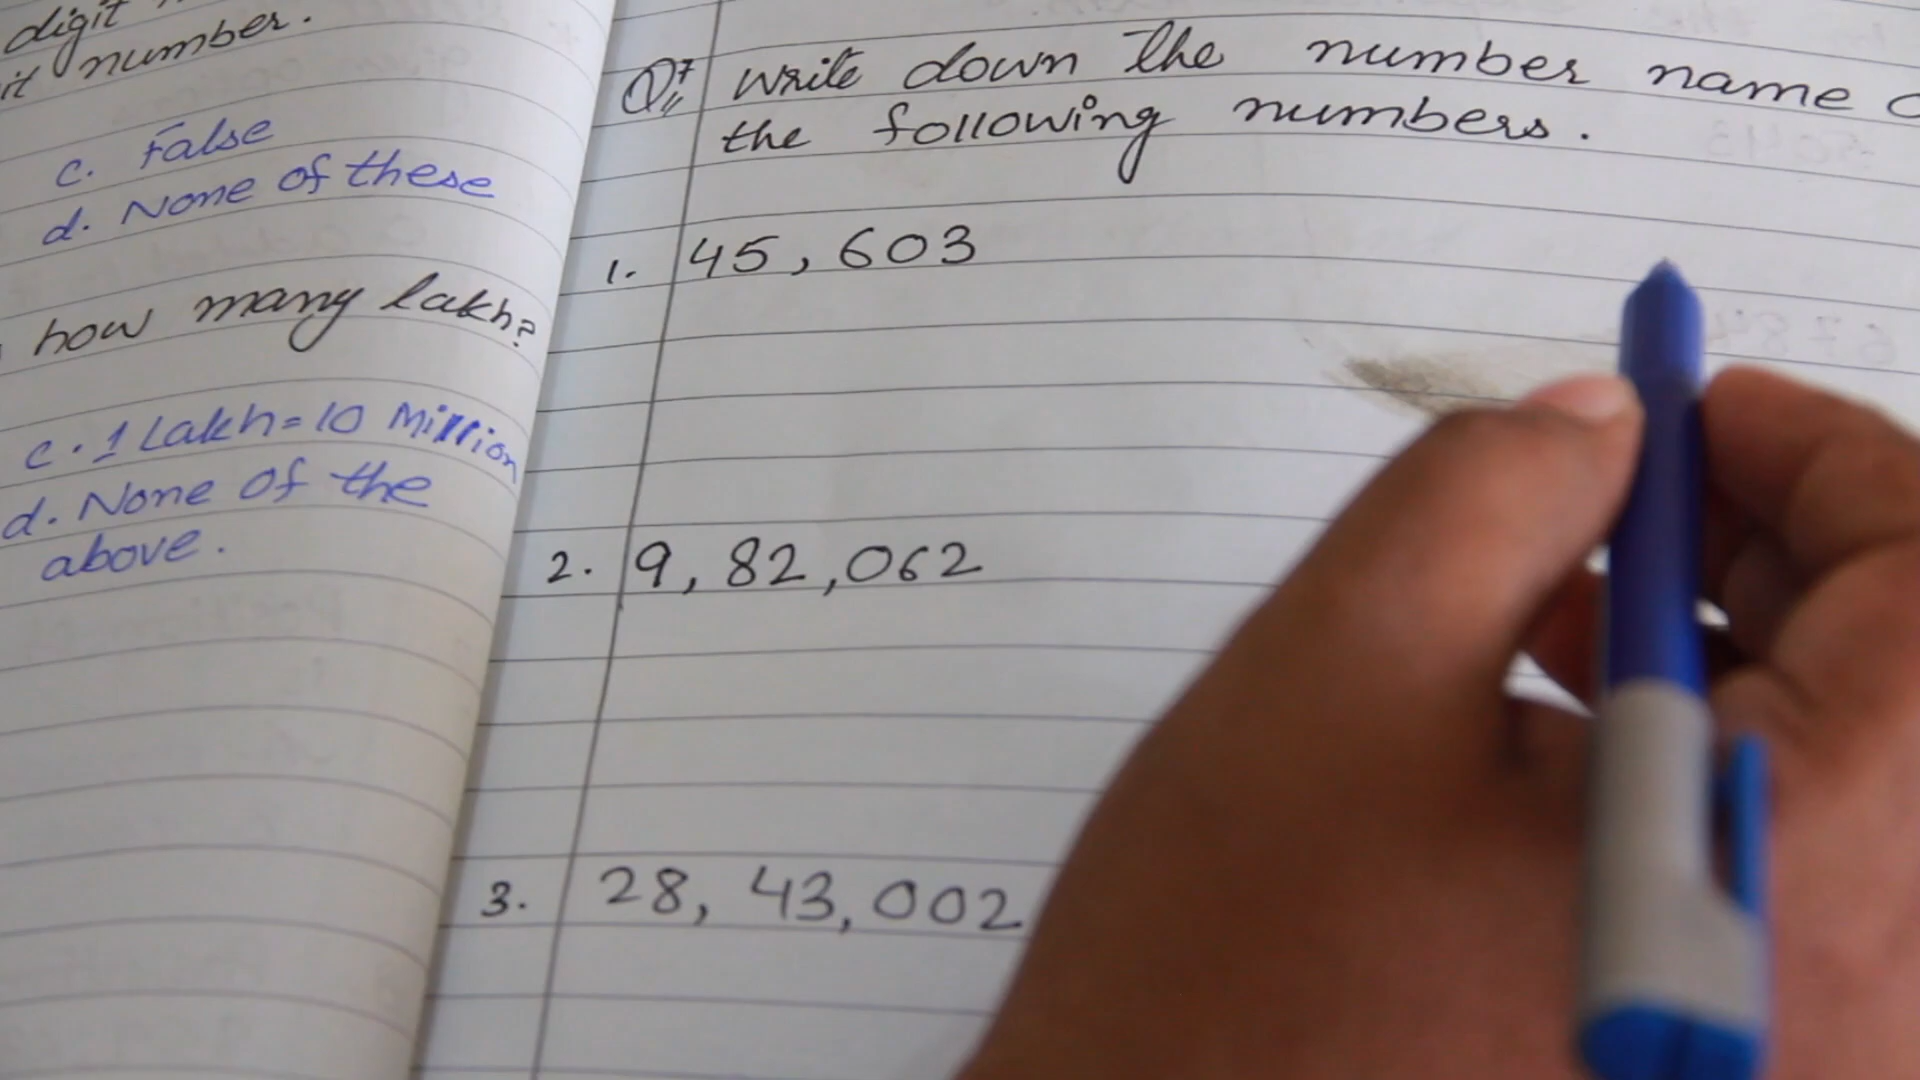 digit
it number.
c. False
d. None of these
how many lakh?
c. 1 Lakh = 10 Million
d. None of the
above.
Q7 Write down the number name
the following numbers.
1. 45, 603
2. 9, 82, 062
3. 28, 43, 002